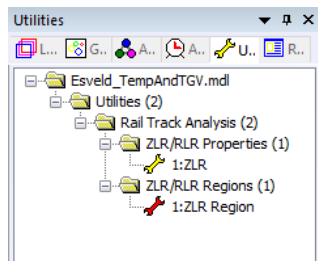 Utilities
L... G.. A.. A.. U.. R..
Esveld_TempAndTGV.mdl
Utilities (2)
Rail Track Analysis (2)
ZLR/RLR Properties (1)
1:ZLR
ZLR/RLR Regions (1)
1:ZLR Region